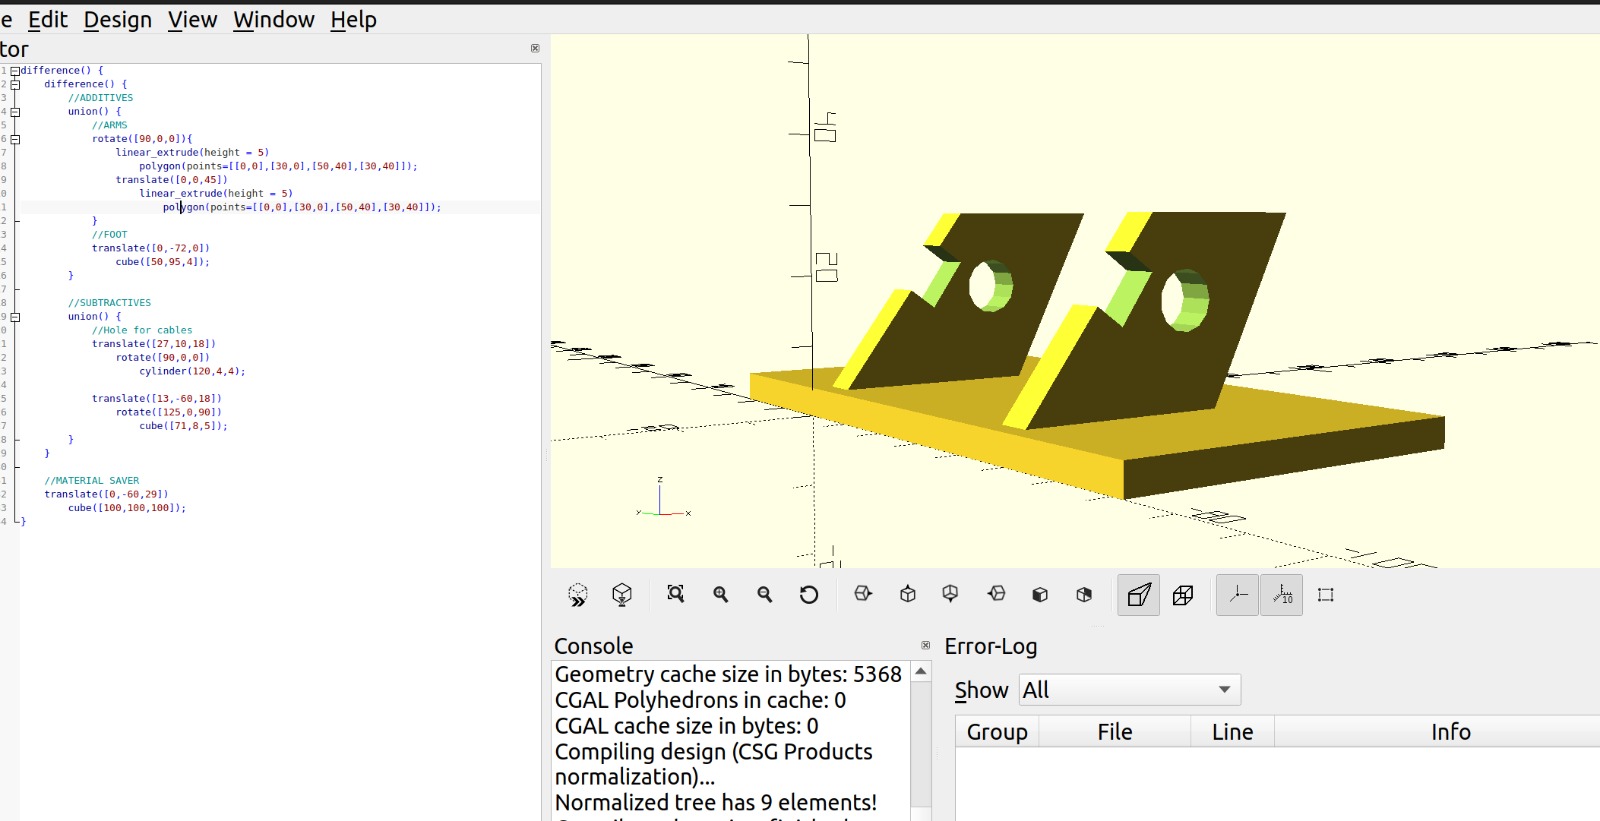 e Edit Design View Window Help
tor
1 difference() {
2 difference() {
3 //ADDITIVES
4 union() {
5 //ARMS
6 rotate([90,0,0]){
7 linear_extrude(height = 5)
8 polygon(points=[[0,0],[30,0],[50,40],[30,40]]);
9 translate([0,0,45])
0 linear_extrude(height = 5)
1 polygon(points=[[0,0],[30,0],[50,40],[30,40]]);
2 }
3 //FOOT
4 translate([0,-72,0])
5 cube([50,95,4]);
6 }
7
8 //SUBTRACTIVES
9 union() {
0 //Hole for cables
1 translate([27,10,18])
2 rotate([90,0,0])
3 cylinder(120,4,4);
4
5 translate([13,-60,18])
6 rotate([125,0,90])
7 cube([71,8,5]);
8 }
9 }
0
1 //MATERIAL SAVER
2 translate([0,-60,29])
3 cube([100,100,100]);
4 }
20
z
y
x
10
Console
Geometry cache size in bytes: 5368
CGAL Polyhedrons in cache: 0
CGAL cache size in bytes: 0
Compiling design (CSG Products
normalization)...
Normalized tree has 9 elements!
Error-Log
Show All
Group File Line Info